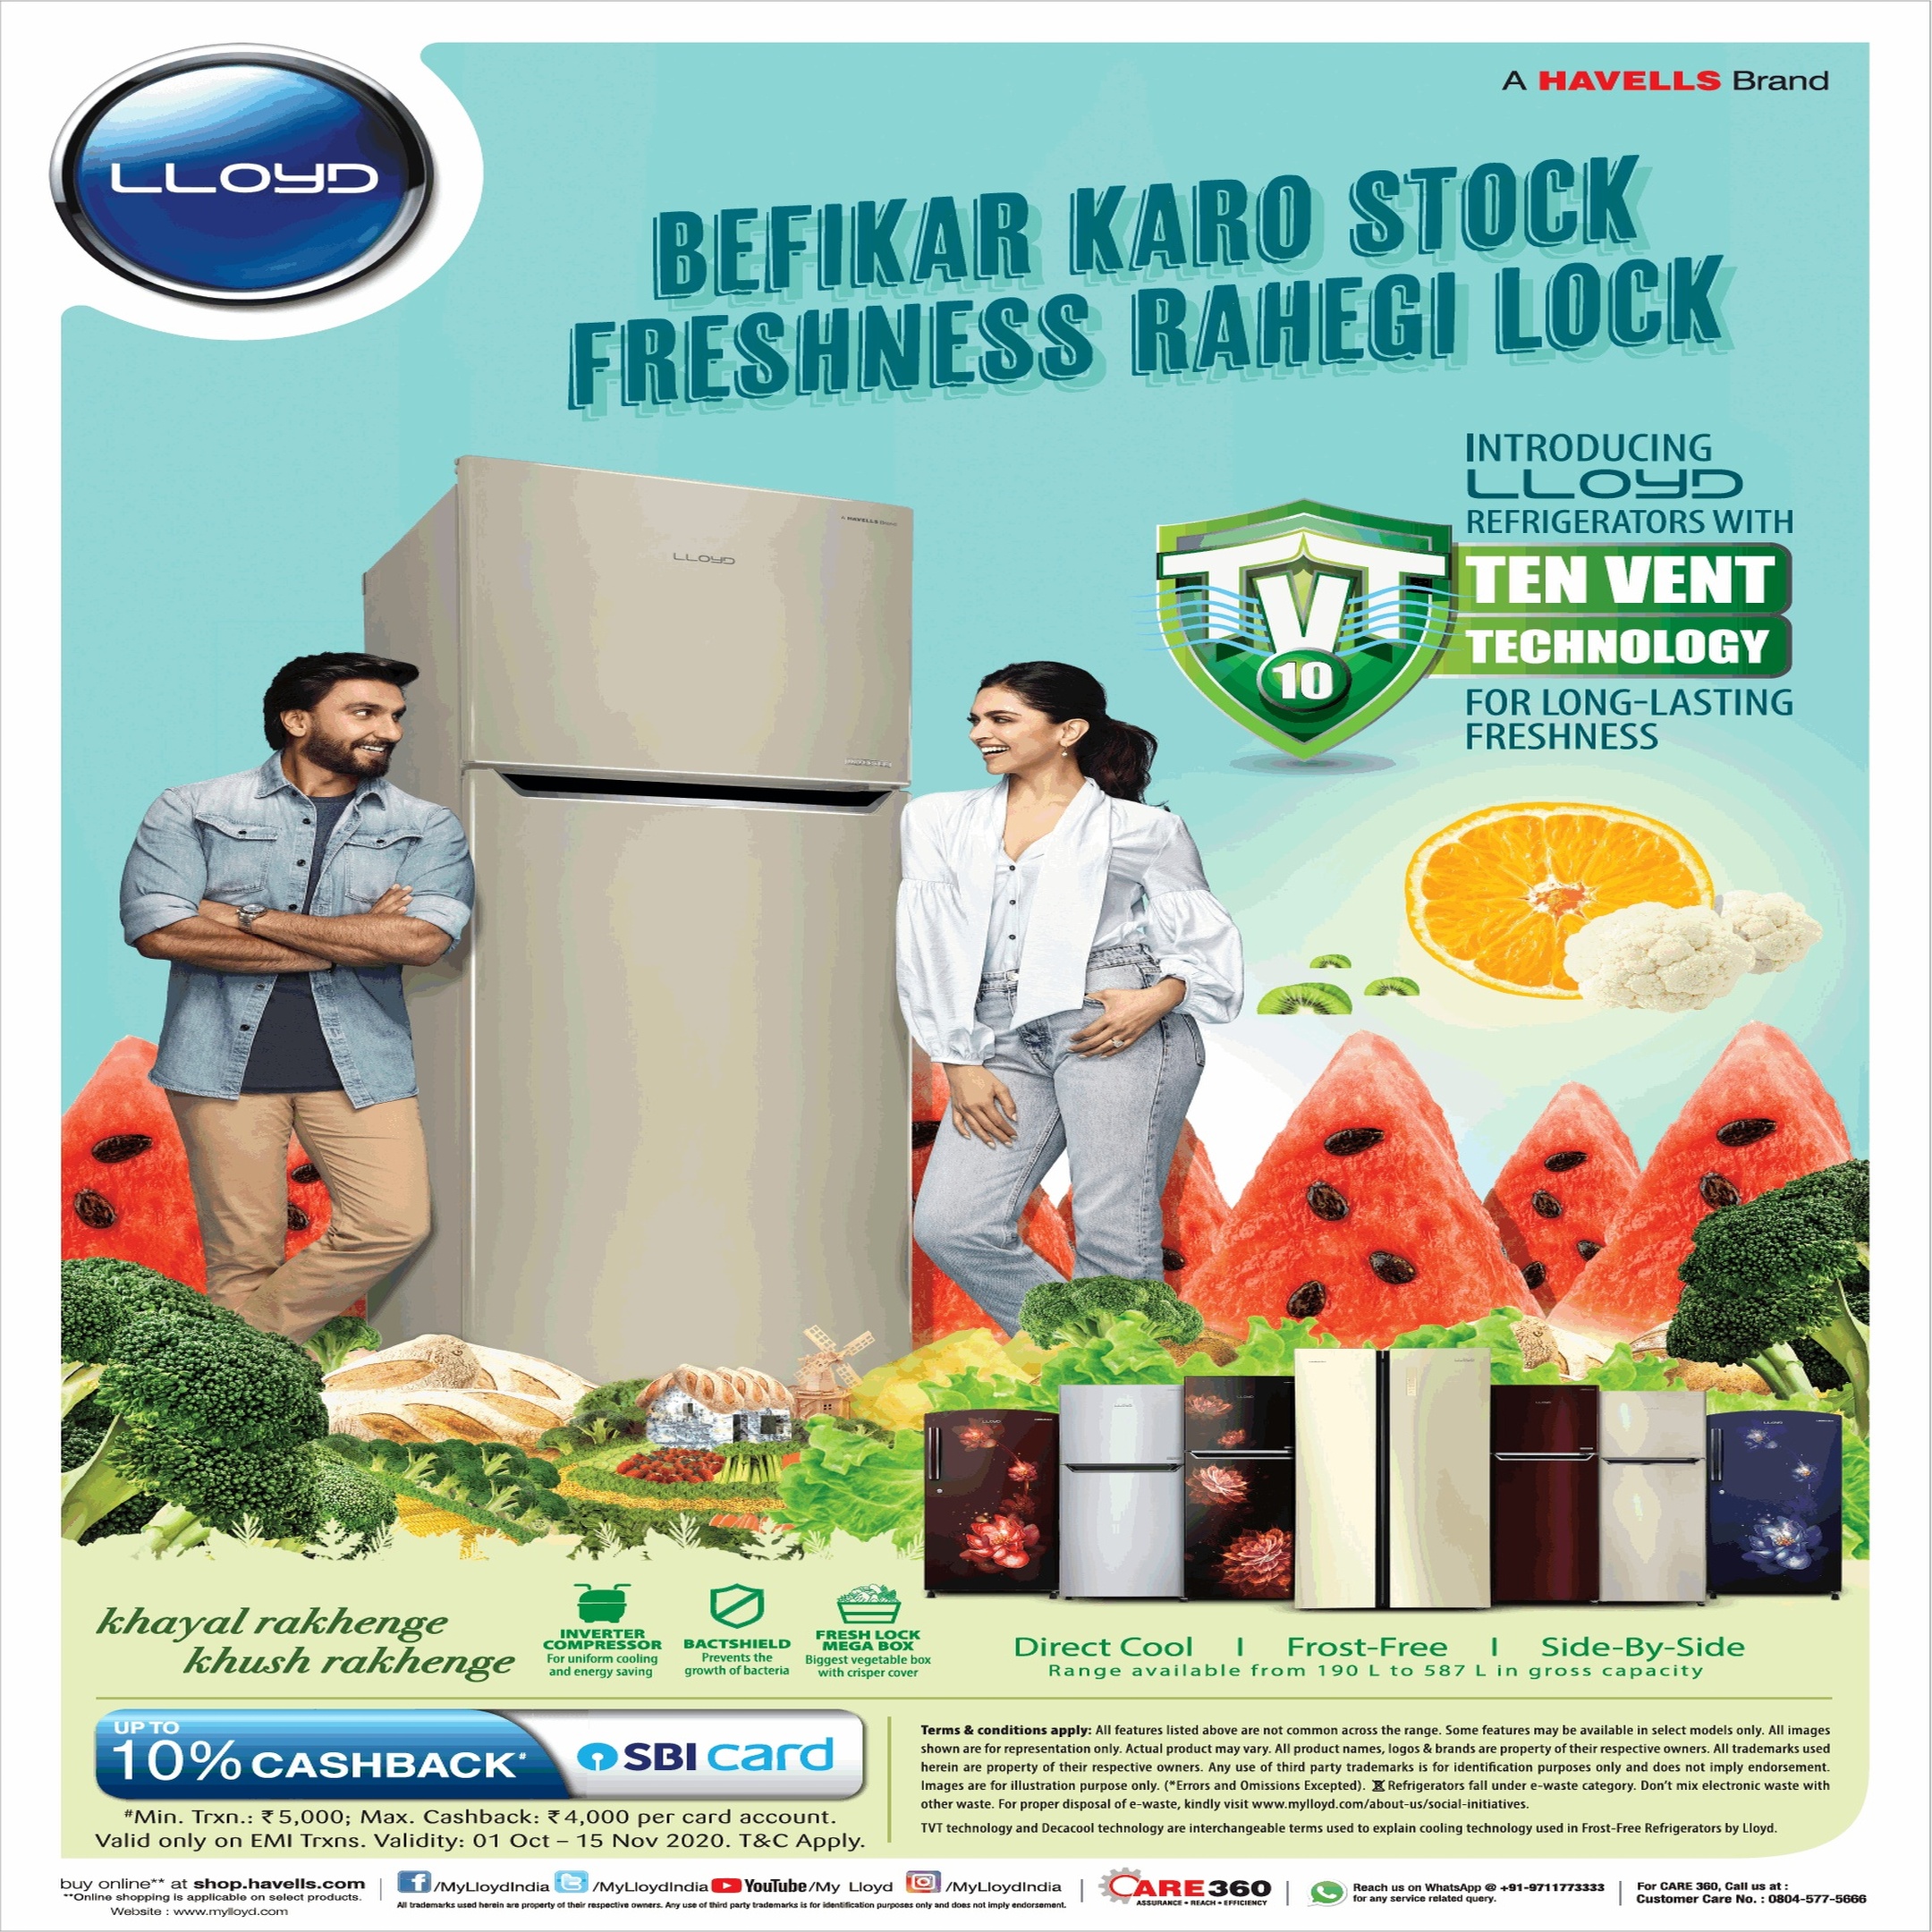 LLOYD
A HAVELLS Brand
BEFIKAR KARO STOCK
FRESHNESS RAHEGI LOCK
INTRODUCING
LLOYD
REFRIGERATORS WITH
TEN VENT
TECHNOLOGY
FOR LONG-LASTING
FRESHNESS
TVT
10
A HAVELLS Brand
LLOYD
INVERTER
khayal rakhenge
khush rakhenge
INVERTER
COMPRESSOR
For uniform cooling
and energy saving
BACTSHIELD
Prevents the
growth of bacteria
FRESH LOCK
MEGA BOX
Biggest vegetable box
with crisper cover
Direct Cool | Frost-Free | Side-By-Side
Range available from 190 L to 587 L in gross capacity
UP TO
10% CASHBACK#
SBI card
#Min. Trxn.: ₹5,000; Max. Cashback: ₹4,000 per card account.
Valid only on EMI Trxns. Validity: 01 Oct – 15 Nov 2020. T&C Apply.
Terms & conditions apply: All features listed above are not common across the range. Some features may be available in select models only. All images
shown are for representation only. Actual product may vary. All product names, logos & brands are property of their respective owners. All trademarks used
herein are property of their respective owners. Any use of third party trademarks is for identification purposes only and does not imply endorsement.
Images are for illustration purpose only. (*Errors and Omissions Excepted). Refrigerators fall under e-waste category. Don't mix electronic waste with
other waste. For proper disposal of e-waste, kindly visit www.mylloyd.com/about-us/social-initiatives.
TVT technology and Decacool technology are interchangeable terms used to explain cooling technology used in Frost-Free Refrigerators by Lloyd.
buy online** at shop.havells.com
**Online shopping is applicable on select products.
Website : www.mylloyd.com
/MyLloydIndia /MyLloydIndia YouTube /My Lloyd /MyLloydIndia
All trademarks used herein are property of their respective owners. Any use of third party trademarks is for identification purposes only and does not imply endorsement.
CARE360
ASSURANCE • REACH • EFFICIENCY
Reach us on WhatsApp @ +91-9711773333
for any service related query.
For CARE 360, Call us at :
Customer Care No. : 0804-577-5666